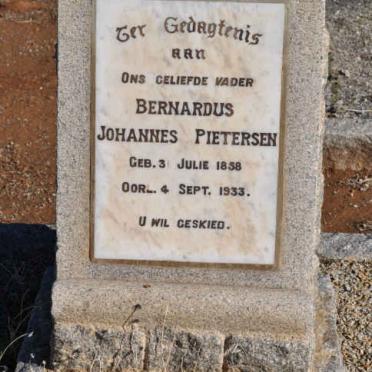 Ter Gedagtenis
aan
Ons geliefde vader
Bernardus
Johannes Pietersen
Geb. 3 Julie 1858
Oorl. 4 Sept. 1933.
U wil geskied.